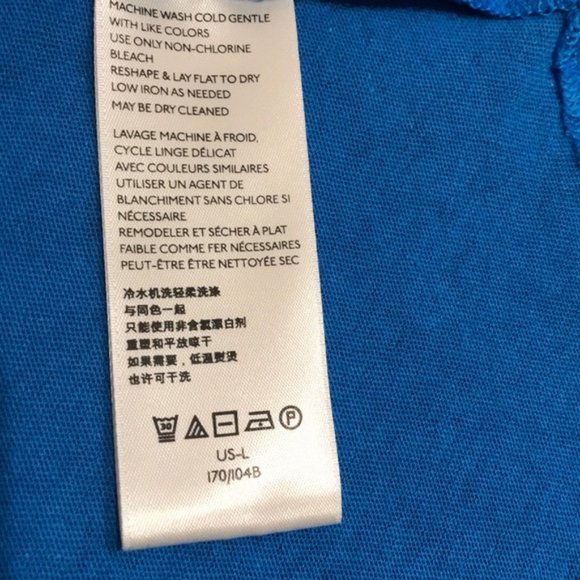 MACHINE WASH COLD GENTLE
WITH LIKE COLORS
USE ONLY NON-CHLORINE
BLEACH
RESHAPE & LAY FLAT TO DRY
LOW IRON AS NEEDED
MAY BE DRY CLEANED
LAVAGE MACHINE À FROID,
CYCLE LINGE DÉLICAT
AVEC COULEURS SIMILAIRES
UTILISER UN AGENT DE
BLANCHIMENT SANS CHLORE SI
NÉCESSAIRE
REMODELER ET SÉCHER À PLAT
FAIBLE COMME FER NÉCESSAIRES
PEUT-ÊTRE ÊTRE NETTOYÉE SEC
冷水机洗轻柔洗涤
与同色一起
只能使用非含氯漂白剂
重塑和平放晾干
如果需要，低温熨烫
也许可干洗
30 P
US-L
170/104B